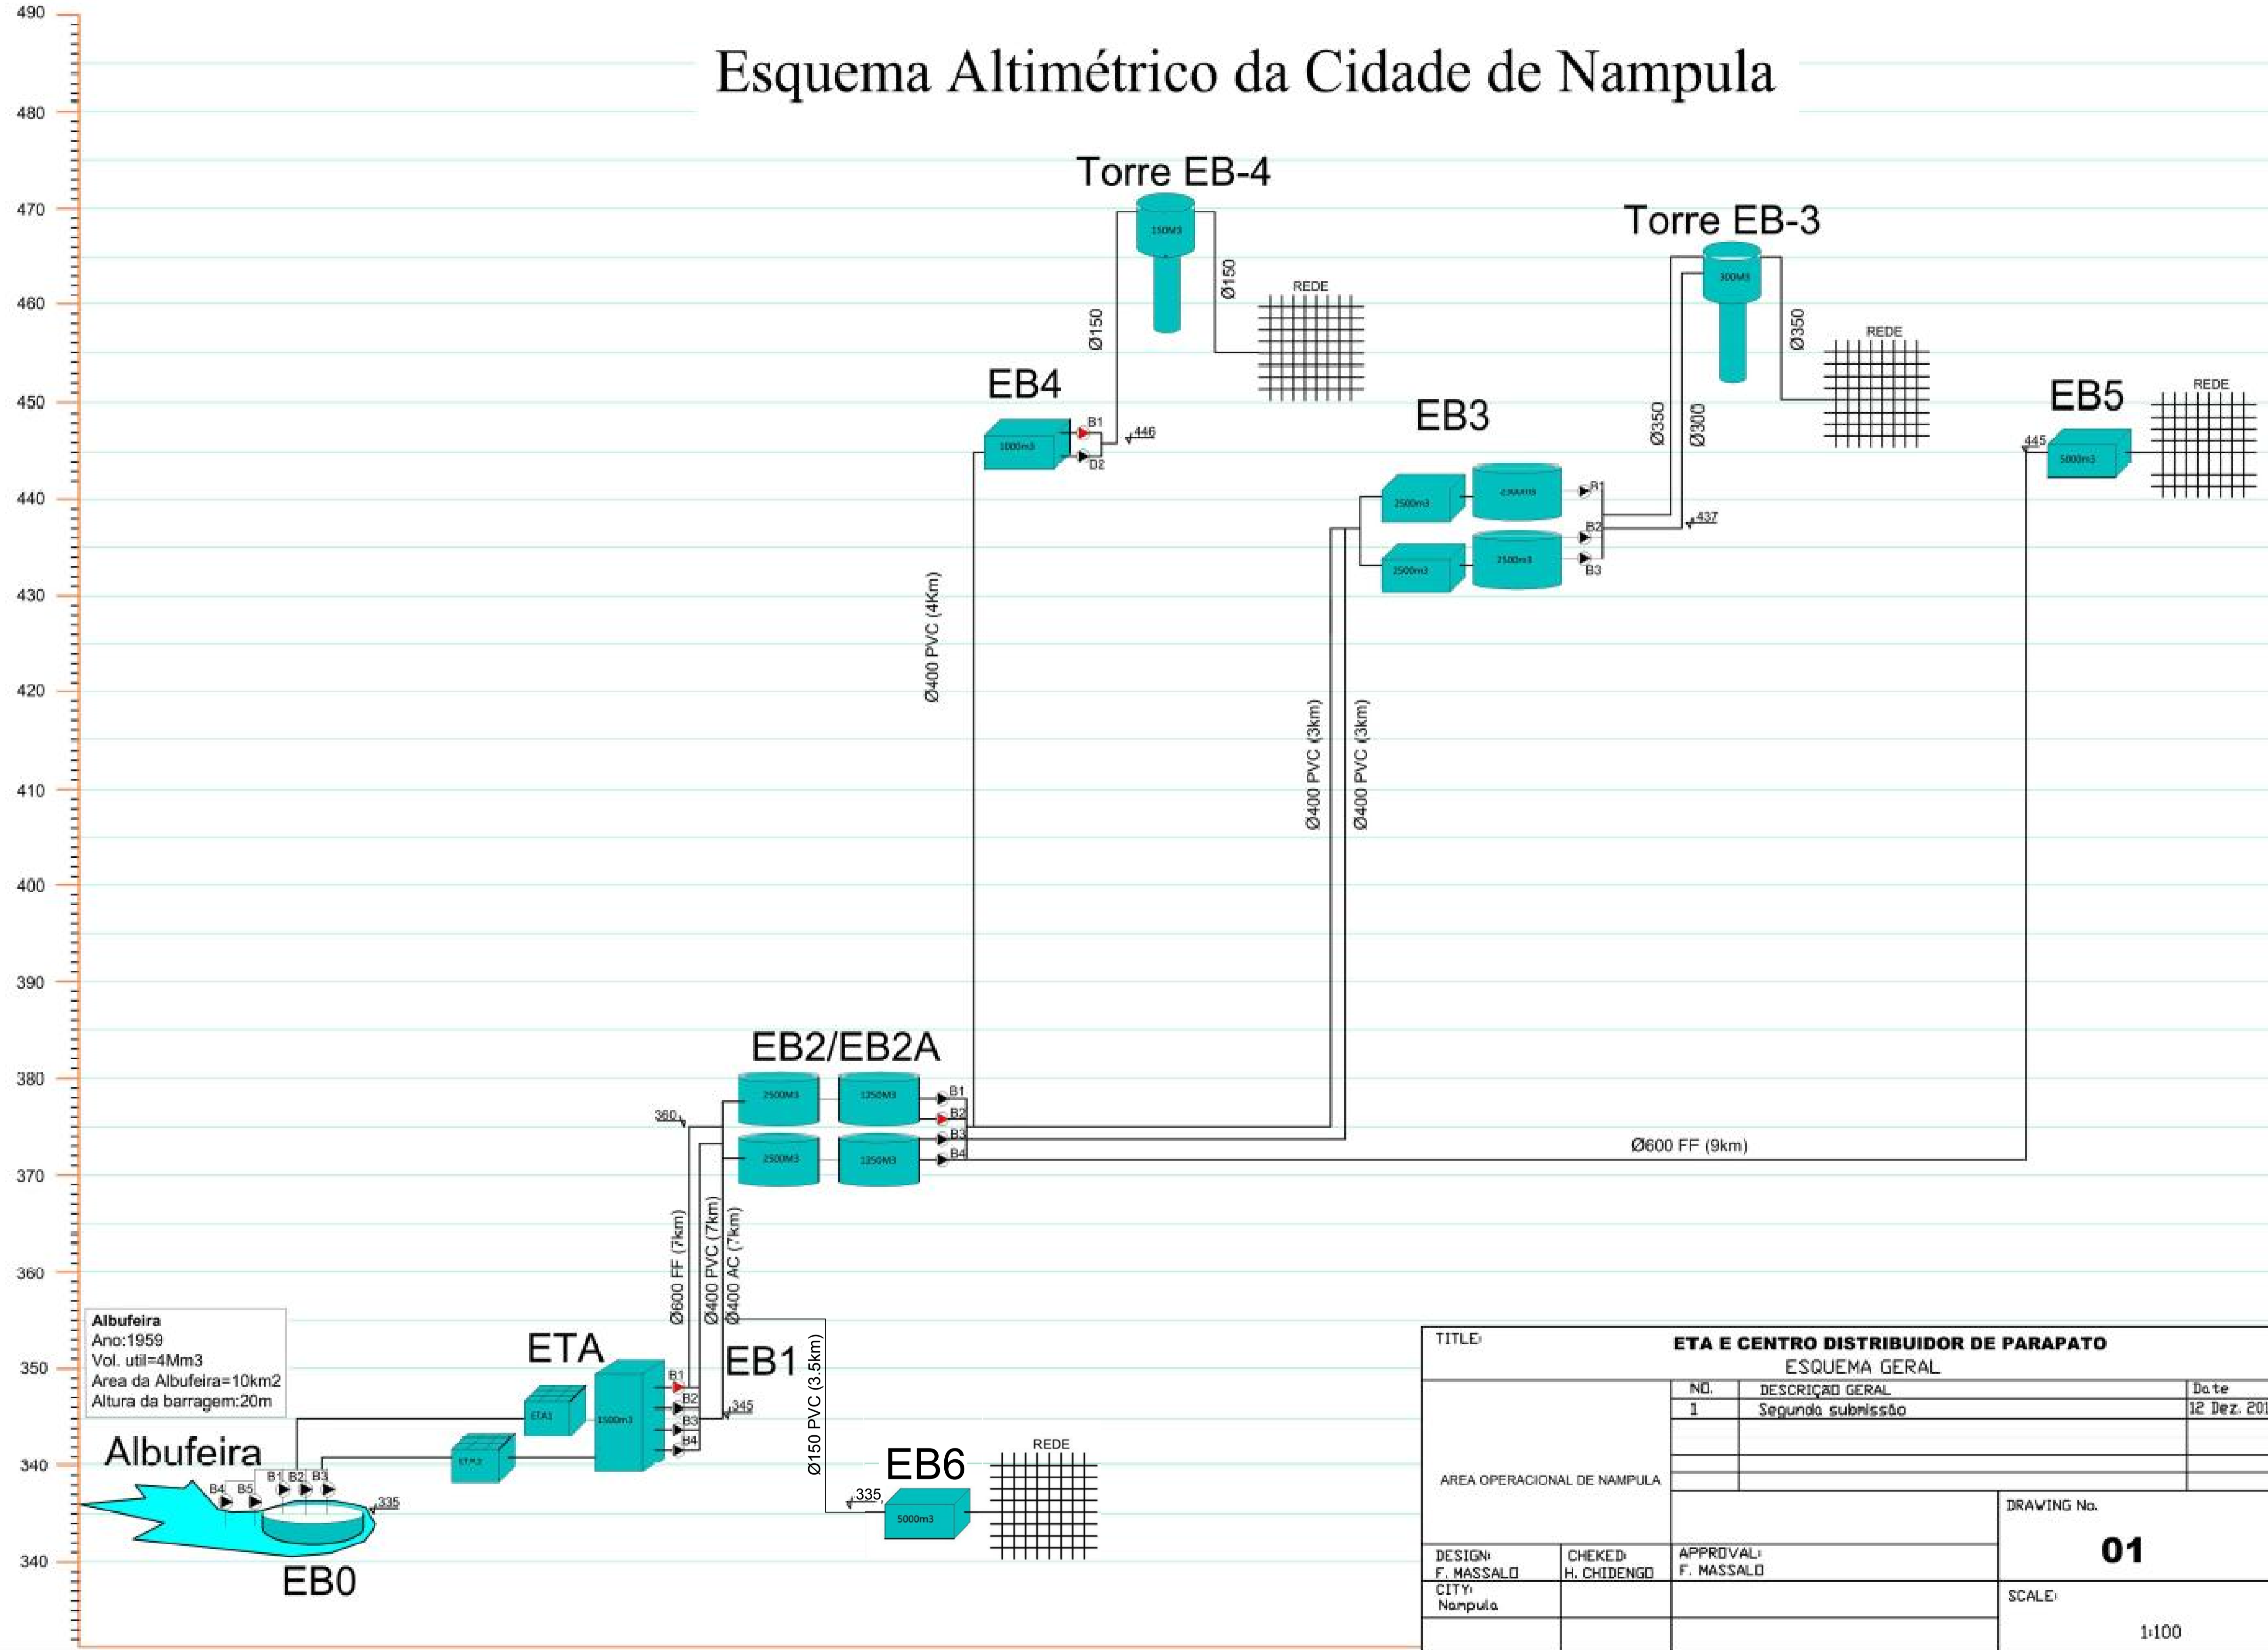 Esquema Altimétrico da Cidade de Nampula
490
480
470
460
450
440
430
420
410
400
390
380
370
360
350
340
340
Torre EB-4
150M3
Ø150
Ø150
REDE
EB4
1000m3
B1
D2
446
Ø400 PVC (4Km)
Torre EB-3
300M3
Ø350
Ø300
Ø350
REDE
EB3
2500m3
2500m3
2500m3
B1
B2
B3
437
Ø400 PVC (3km)
Ø400 PVC (3km)
EB5
445
5000m3
REDE
Ø600 FF (9km)
EB2/EB2A
2500M3
1250M3
2500M3
1250M3
B1
B2
B3
B4
360
Ø600 FF (7km)
Ø400 PVC (7km)
Ø400 AC (7km)
ETA
ETA1
1500m3
B1
B2
B3
B4
EB1
345
Ø150 PVC (3.5km)
EB6
335
5000m3
REDE
Albufeira
Ano:1959
Vol. util=4Mm3
Area da Albufeira=10km2
Altura da barragem:20m
Albufeira
B4
B5
B1
B2
B3
335
EB0
TITLE:
ETA E CENTRO DISTRIBUIDOR DE PARAPATO
ESQUEMA GERAL
NO.
DESCRIÇÃO GERAL
Date
1
Segunda submissão
12 Dez. 201
AREA OPERACIONAL DE NAMPULA
DRAWING No.
01
DESIGN:
F. MASSALO
CHEKED:
H. CHIDENGO
APPROVAL:
F. MASSALO
CITY:
Nampula
SCALE:
1:100